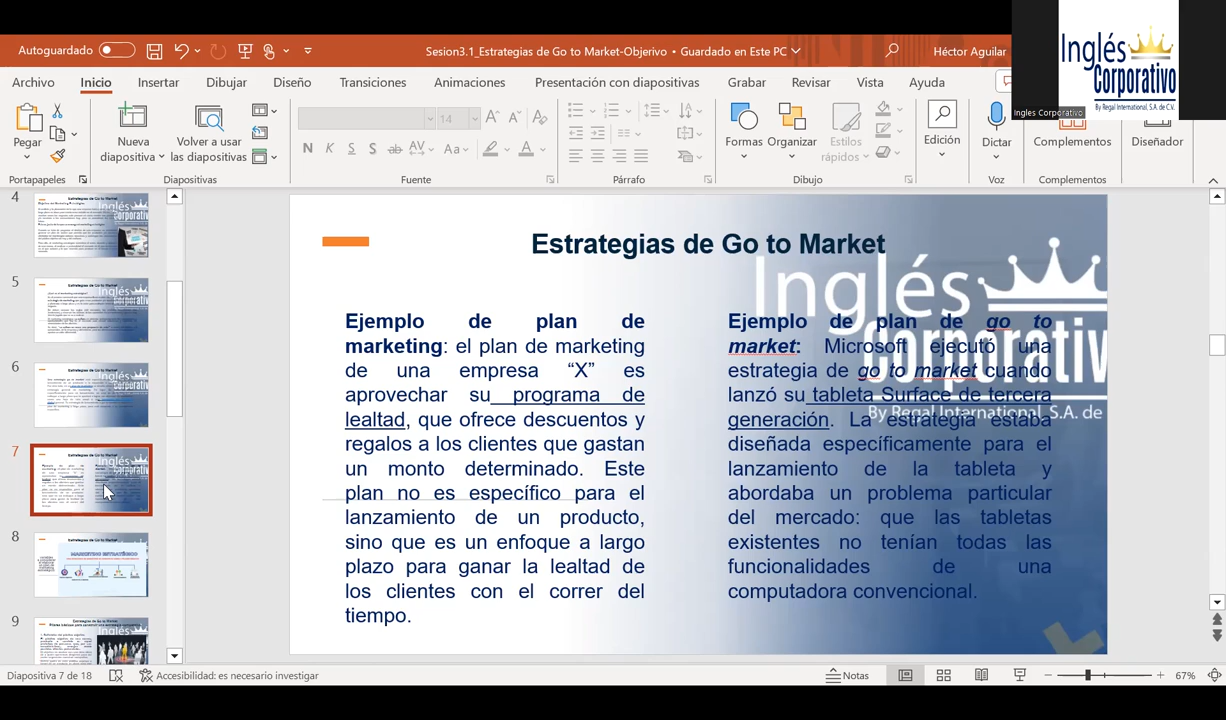 Autoguardado
Sesion3.1_Estrategias de Go to Market-Objerivo • Guardado en Este PC
Héctor Aguilar
Inglés
Corporativo
By Regal International, S.A. de C.V.
Ingles Corporativo
Archivo Inicio Insertar Dibujar Diseño Transiciones Animaciones Presentación con diapositivas Grabar Revisar Vista Ayuda
14
Pegar
Nueva diapositiva
Volver a usar las diapositivas
Formas
Organizar
Estilos rápidos
Edición
Dictar
Complementos
Diseñador
Portapapeles
Diapositivas
Fuente
Párrafo
Dibujo
Voz
Complementos
4
5
6
7
8
MARKETING ESTRATÉGICO
9
Estrategias de Go to Market
Inglés
Corporativ
By Regal International, S.A. de
Ejemplo de plan de
marketing: el plan de marketing
de una empresa “X” es
aprovechar su programa de
lealtad, que ofrece descuentos y
regalos a los clientes que gastan
un monto determinado. Este
plan no es específico para el
lanzamiento de un producto,
sino que es un enfoque a largo
plazo para ganar la lealtad de
los clientes con el correr del
tiempo.
Ejemplo de plan de go to
market: Microsoft ejecutó una
estrategia de go to market cuando
lanzó su tableta Surface de tercera
generación. La estrategia estaba
diseñada específicamente para el
lanzamiento de la tableta y
abordaba un problema particular
del mercado: que las tabletas
existentes no tenían todas las
funcionalidades de una
computadora convencional.
Diapositiva 7 de 18
Accesibilidad: es necesario investigar
Notas
67%